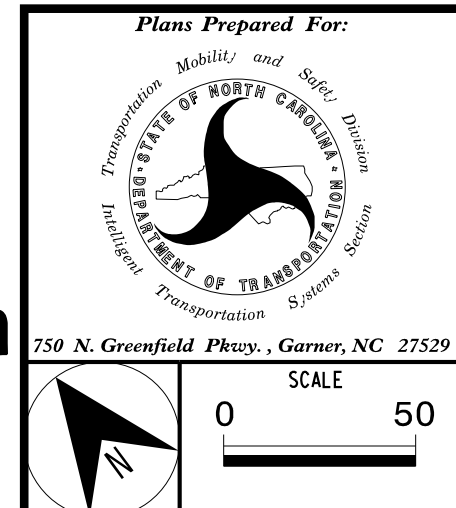 Plans Prepared For:
Transportation Mobility and Safety Division
STATE OF NORTH CAROLINA
DEPARTMENT OF TRANSPORTATION
Intelligent Transportation Systems Section
750 N. Greenfield Pkwy. , Garner, NC 27529
N
SCALE
0 50